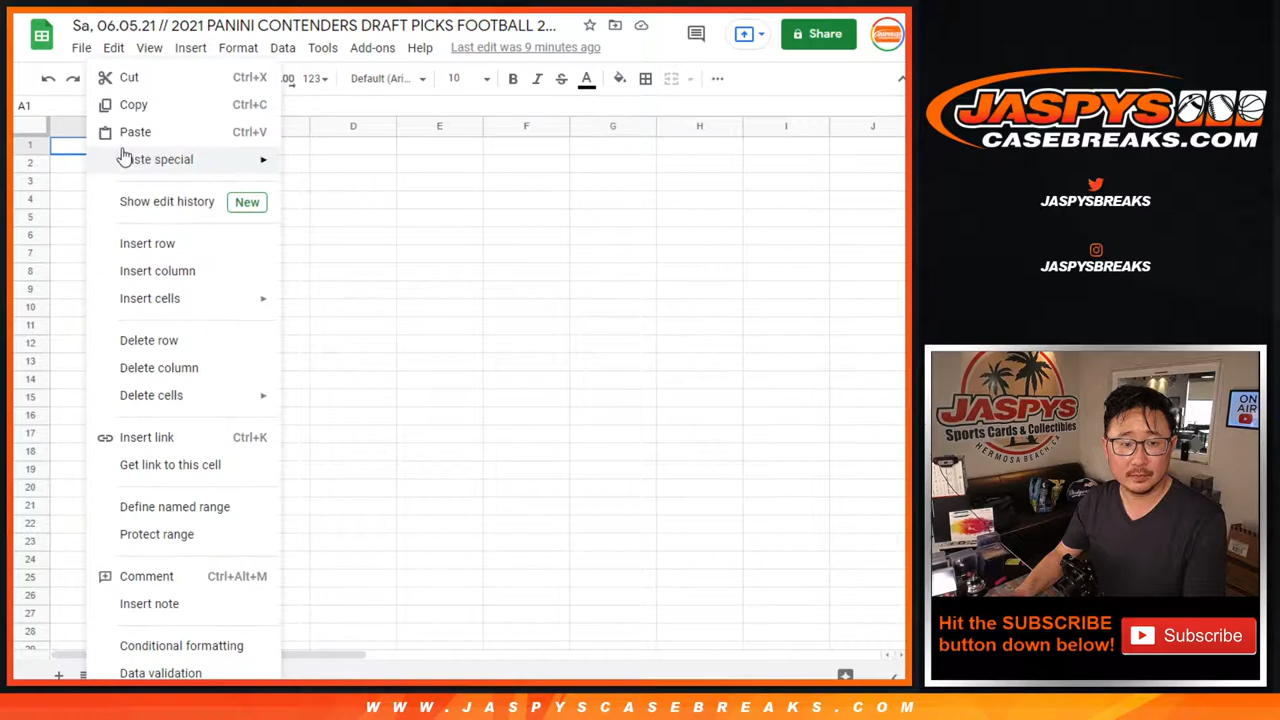 Sa, 06.05.21 // 2021 PANINI CONTENDERS DRAFT PICKS FOOTBALL 2...
File Edit View Insert Format Data Tools Add-ons Help Last edit was 9 minutes ago
Share
.00 123 Default (Ari... 10 B I S A
A1
D E F G H I J
1
2
3
4
5
6
7
8
9
10
11
12
13
14
15
16
17
18
19
20
21
22
23
24
25
26
27
28
Cut Ctrl+X
Copy Ctrl+C
Paste Ctrl+V
ste special
Show edit history New
Insert row
Insert column
Insert cells
Delete row
Delete column
Delete cells
Insert link Ctrl+K
Get link to this cell
Define named range
Protect range
Comment Ctrl+Alt+M
Insert note
Conditional formatting
Data validation
JASPYS
CASEBREAKS.COM
JASPYSBREAKS
JASPYSBREAKS
JASPYS
Sports Cards & Collectibles
HERMOSA BEACH, CA
ON
AIR
Hit the SUBSCRIBE
button down below!
Subscribe
WWW.JASPYSCASEBREAKS.COM